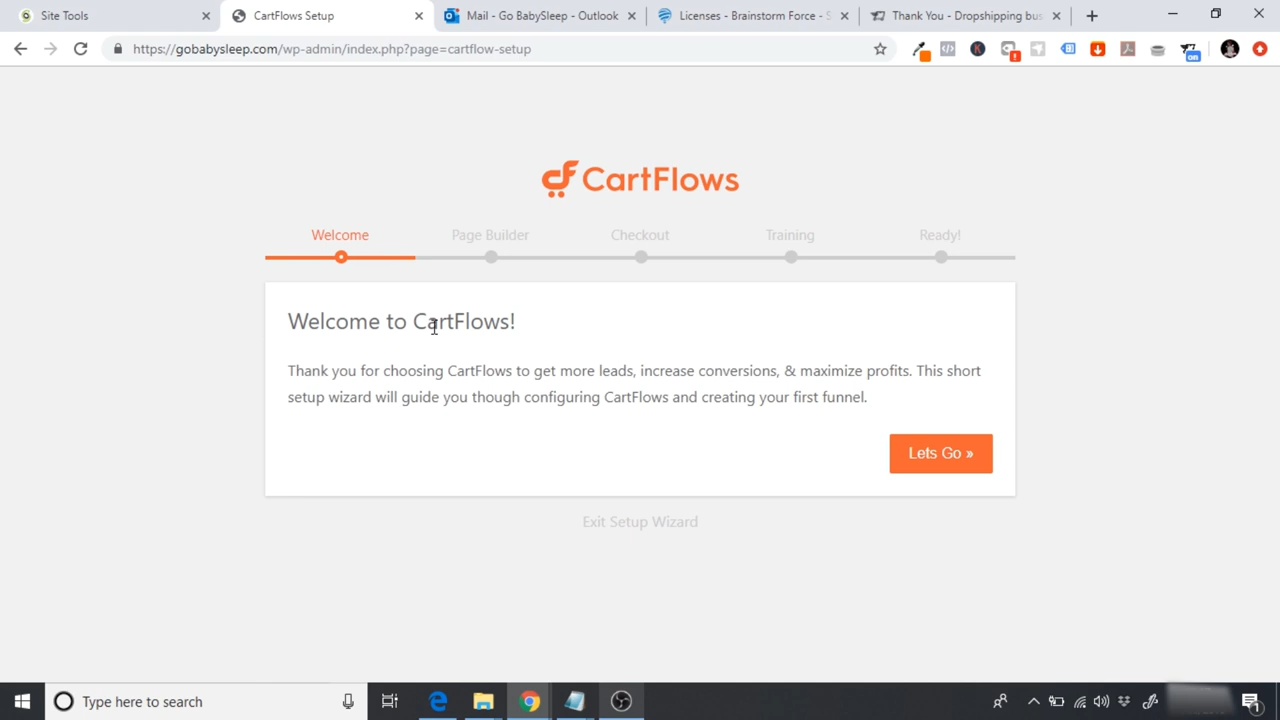 Site Tools
CartFlows Setup
Mail - Go BabySleep - Outlook
Licenses - Brainstorm Force - S
Thank You - Dropshipping bus
https://gobabysleep.com/wp-admin/index.php?page=cartflow-setup
on
CartFlows
Welcome
Page Builder
Checkout
Training
Ready!
Welcome to CartFlows!
Thank you for choosing CartFlows to get more leads, increase conversions, & maximize profits. This short
setup wizard will guide you though configuring CartFlows and creating your first funnel.
Lets Go »
Exit Setup Wizard
Type here to search
1